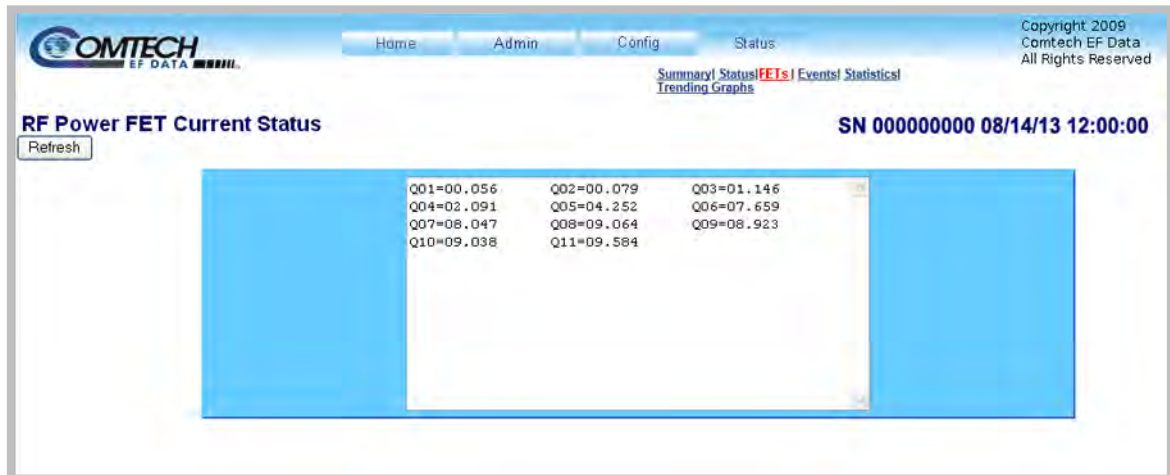 COMTECH
EF DATA
Home Admin Config Status
Copyright 2009
Comtech EF Data
All Rights Reserved
Summary| Status|FETs | Events| Statistics|
Trending Graphs
RF Power FET Current Status
SN 000000000 08/14/13 12:00:00
Refresh
Q01=00.056 Q02=00.079 Q03=01.146
Q04=02.091 Q05=04.252 Q06=07.659
Q07=08.047 Q08=09.064 Q09=08.923
Q10=09.038 Q11=09.584